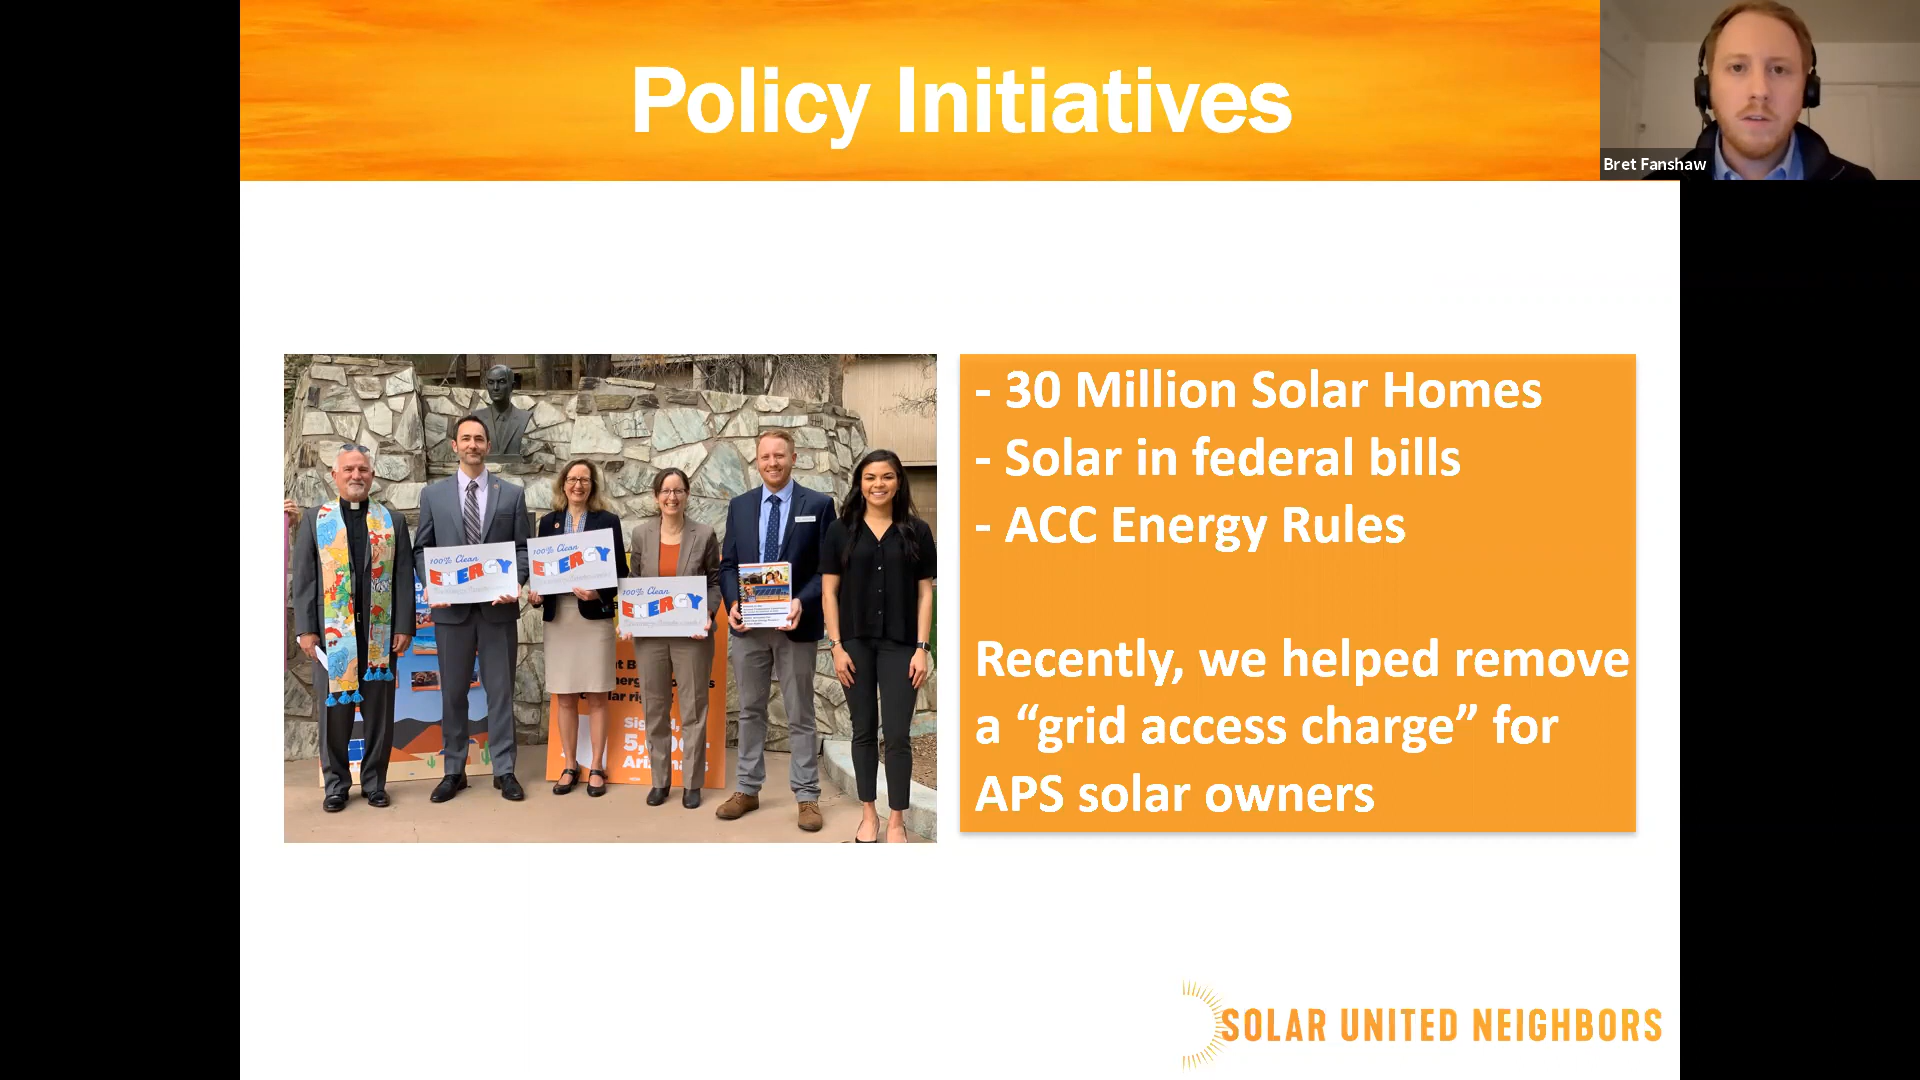 Policy Initiatives
Bret Fanshaw
- 30 Million Solar Homes
- Solar in federal bills
- ACC Energy Rules
Recently, we helped remove
a “grid access charge” for
APS solar owners
100% Clean
ENERGY
100% Clean
ENERGY
100% Clean
ENERGY
SOLAR UNITED NEIGHBORS